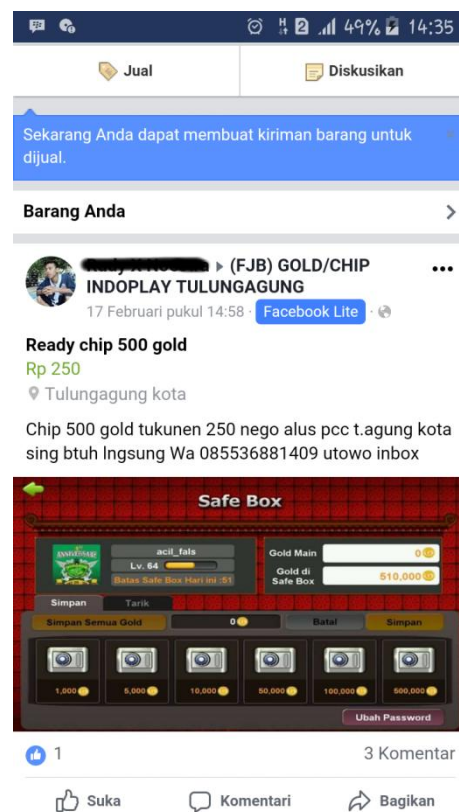 49% 14:35
Jual
Diskusikan
Sekarang Anda dapat membuat kiriman barang untuk
dijual.
Barang Anda
(FJB) GOLD/CHIP
INDOPLAY TULUNGAGUNG
17 Februari pukul 14:58 · Facebook Lite ·
Ready chip 500 gold
Rp 250
Tulungagung kota
Chip 500 gold tukunen 250 nego alus pcc t.agung kota
sing btuh Ingsung Wa 085536881409 utowo inbox
Safe Box
ANNIVERSARY
acil_fals
Lv. 64
Batas Safe Box Hari ini :51
Gold Main
0
Gold di
Safe Box
510,000
Simpan
Tarik
Simpan Semua Gold
0
Batal
Simpan
1,000
5,000
10,000
50,000
100,000
500,000
Ubah Password
1
3 Komentar
Suka
Komentari
Bagikan